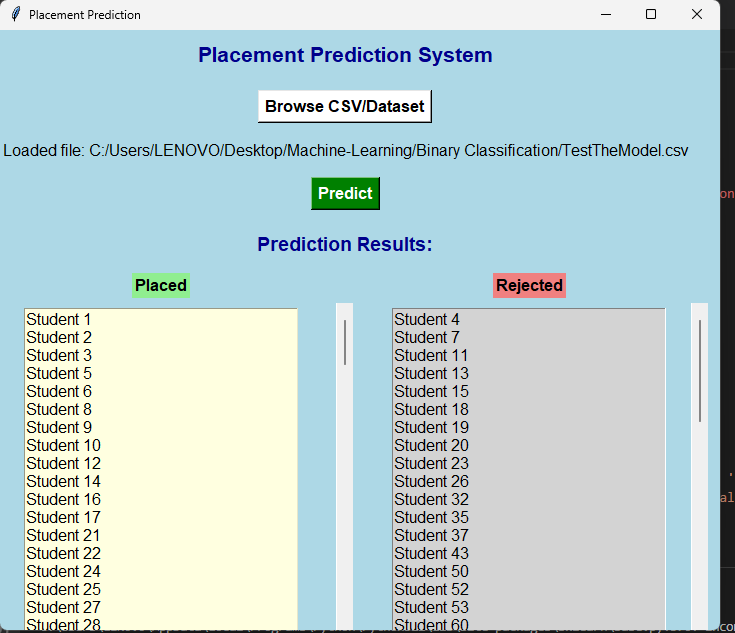 Placement Prediction
Placement Prediction System
Browse CSV/Dataset
Loaded file: C:/Users/LENOVO/Desktop/Machine-Learning/Binary Classification/TestTheModel.csv
Predict
Prediction Results:
Placed
Student 1
Student 2
Student 3
Student 5
Student 6
Student 8
Student 9
Student 10
Student 12
Student 14
Student 16
Student 17
Student 21
Student 22
Student 24
Student 25
Student 27
Student 28
Rejected
Student 4
Student 7
Student 11
Student 13
Student 15
Student 18
Student 19
Student 20
Student 23
Student 26
Student 32
Student 35
Student 37
Student 43
Student 50
Student 52
Student 53
Student 60
on
al